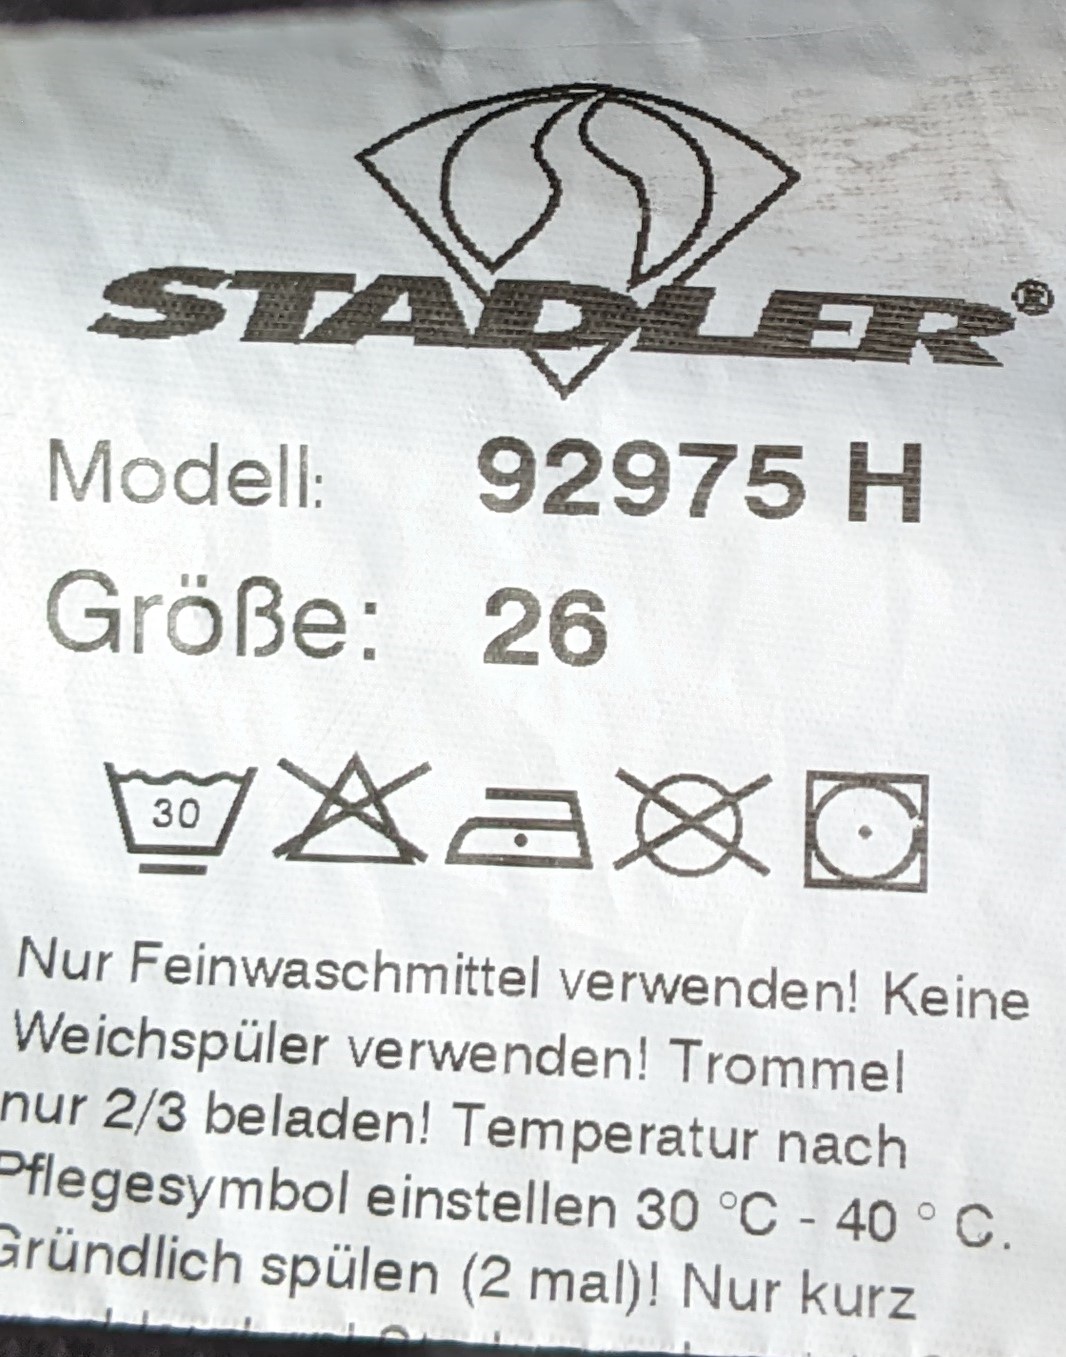 STADLER®
Modell: 92975 H
Größe: 26
30
Nur Feinwaschmittel verwenden! Keine
Weichspüler verwenden! Trommel
nur 2/3 beladen! Temperatur nach
Pflegesymbol einstellen 30 °C - 40 ° C.
Gründlich spülen (2 mal)! Nur kurz